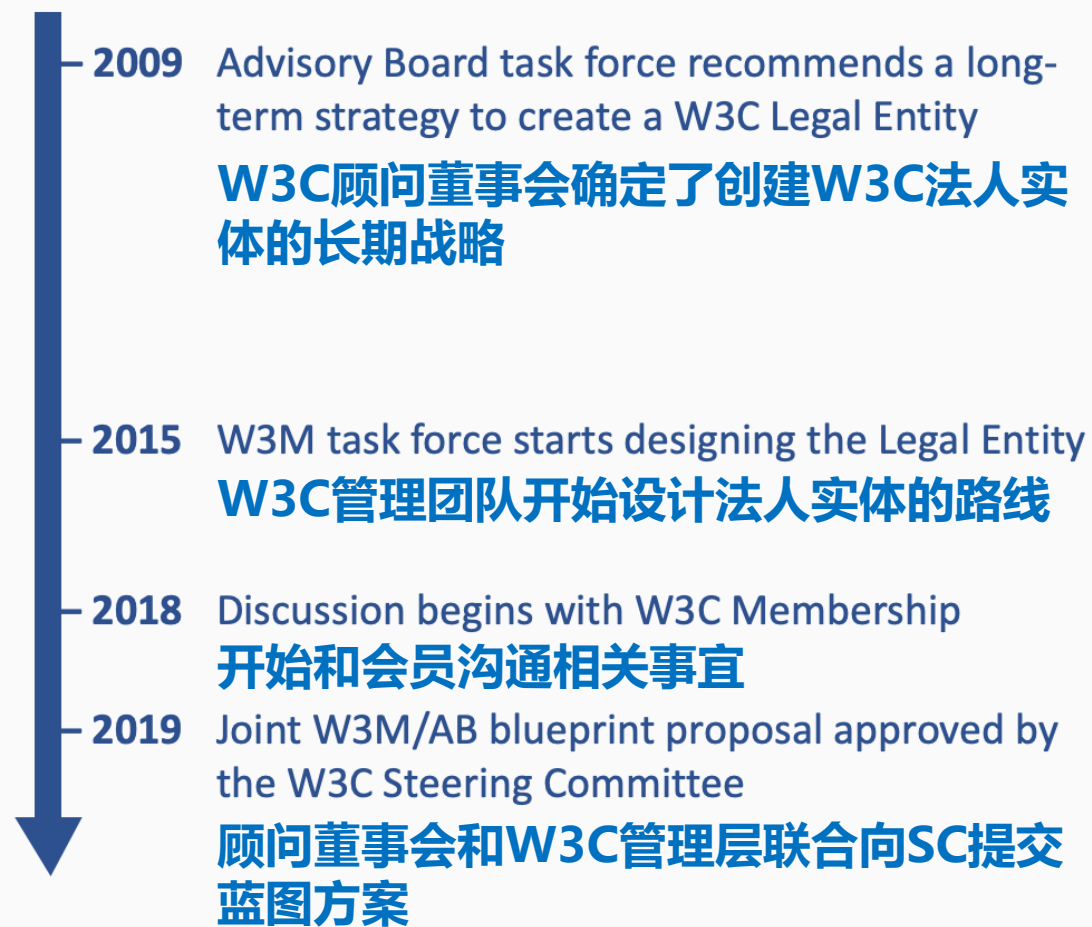 2009 Advisory Board task force recommends a long-
term strategy to create a W3C Legal Entity
W3C顾问董事会确定了创建W3C法人实
体的长期战略
2015 W3M task force starts designing the Legal Entity
W3C管理团队开始设计法人实体的路线
2018 Discussion begins with W3C Membership
开始和会员沟通相关事宜
2019 Joint W3M/AB blueprint proposal approved by
the W3C Steering Committee
顾问董事会和W3C管理层联合向SC提交
蓝图方案